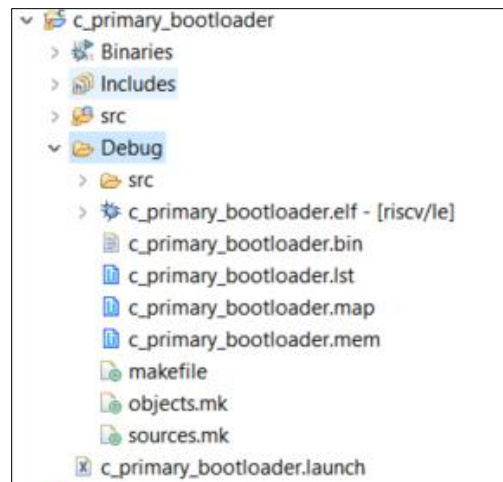 c_primary_bootloader
Binaries
Includes
src
Debug
src
c_primary_bootloader.elf - [riscv/le]
c_primary_bootloader.bin
c_primary_bootloader.lst
c_primary_bootloader.map
c_primary_bootloader.mem
makefile
objects.mk
sources.mk
c_primary_bootloader.launch